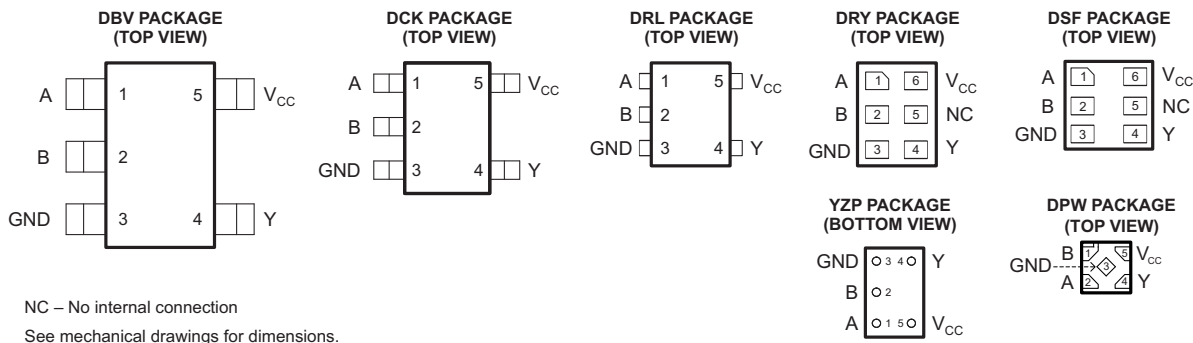 DBV PACKAGE
(TOP VIEW)
A 1 5 VCC
B 2
GND 3 4 Y
DCK PACKAGE
(TOP VIEW)
A 1 5 VCC
B 2
GND 3 4 Y
DRL PACKAGE
(TOP VIEW)
A 1 5 VCC
B 2
GND 3 4 Y
DRY PACKAGE
(TOP VIEW)
A 1 6 VCC
B 2 5 NC
GND 3 4 Y
DSF PACKAGE
(TOP VIEW)
A 1 6 VCC
B 2 5 NC
GND 3 4 Y
YZP PACKAGE
(BOTTOM VIEW)
GND 3 4 Y
B 2
A 1 5 VCC
DPW PACKAGE
(TOP VIEW)
B 1 5 VCC
GND 3
A 2 4 Y
NC – No internal connection
See mechanical drawings for dimensions.